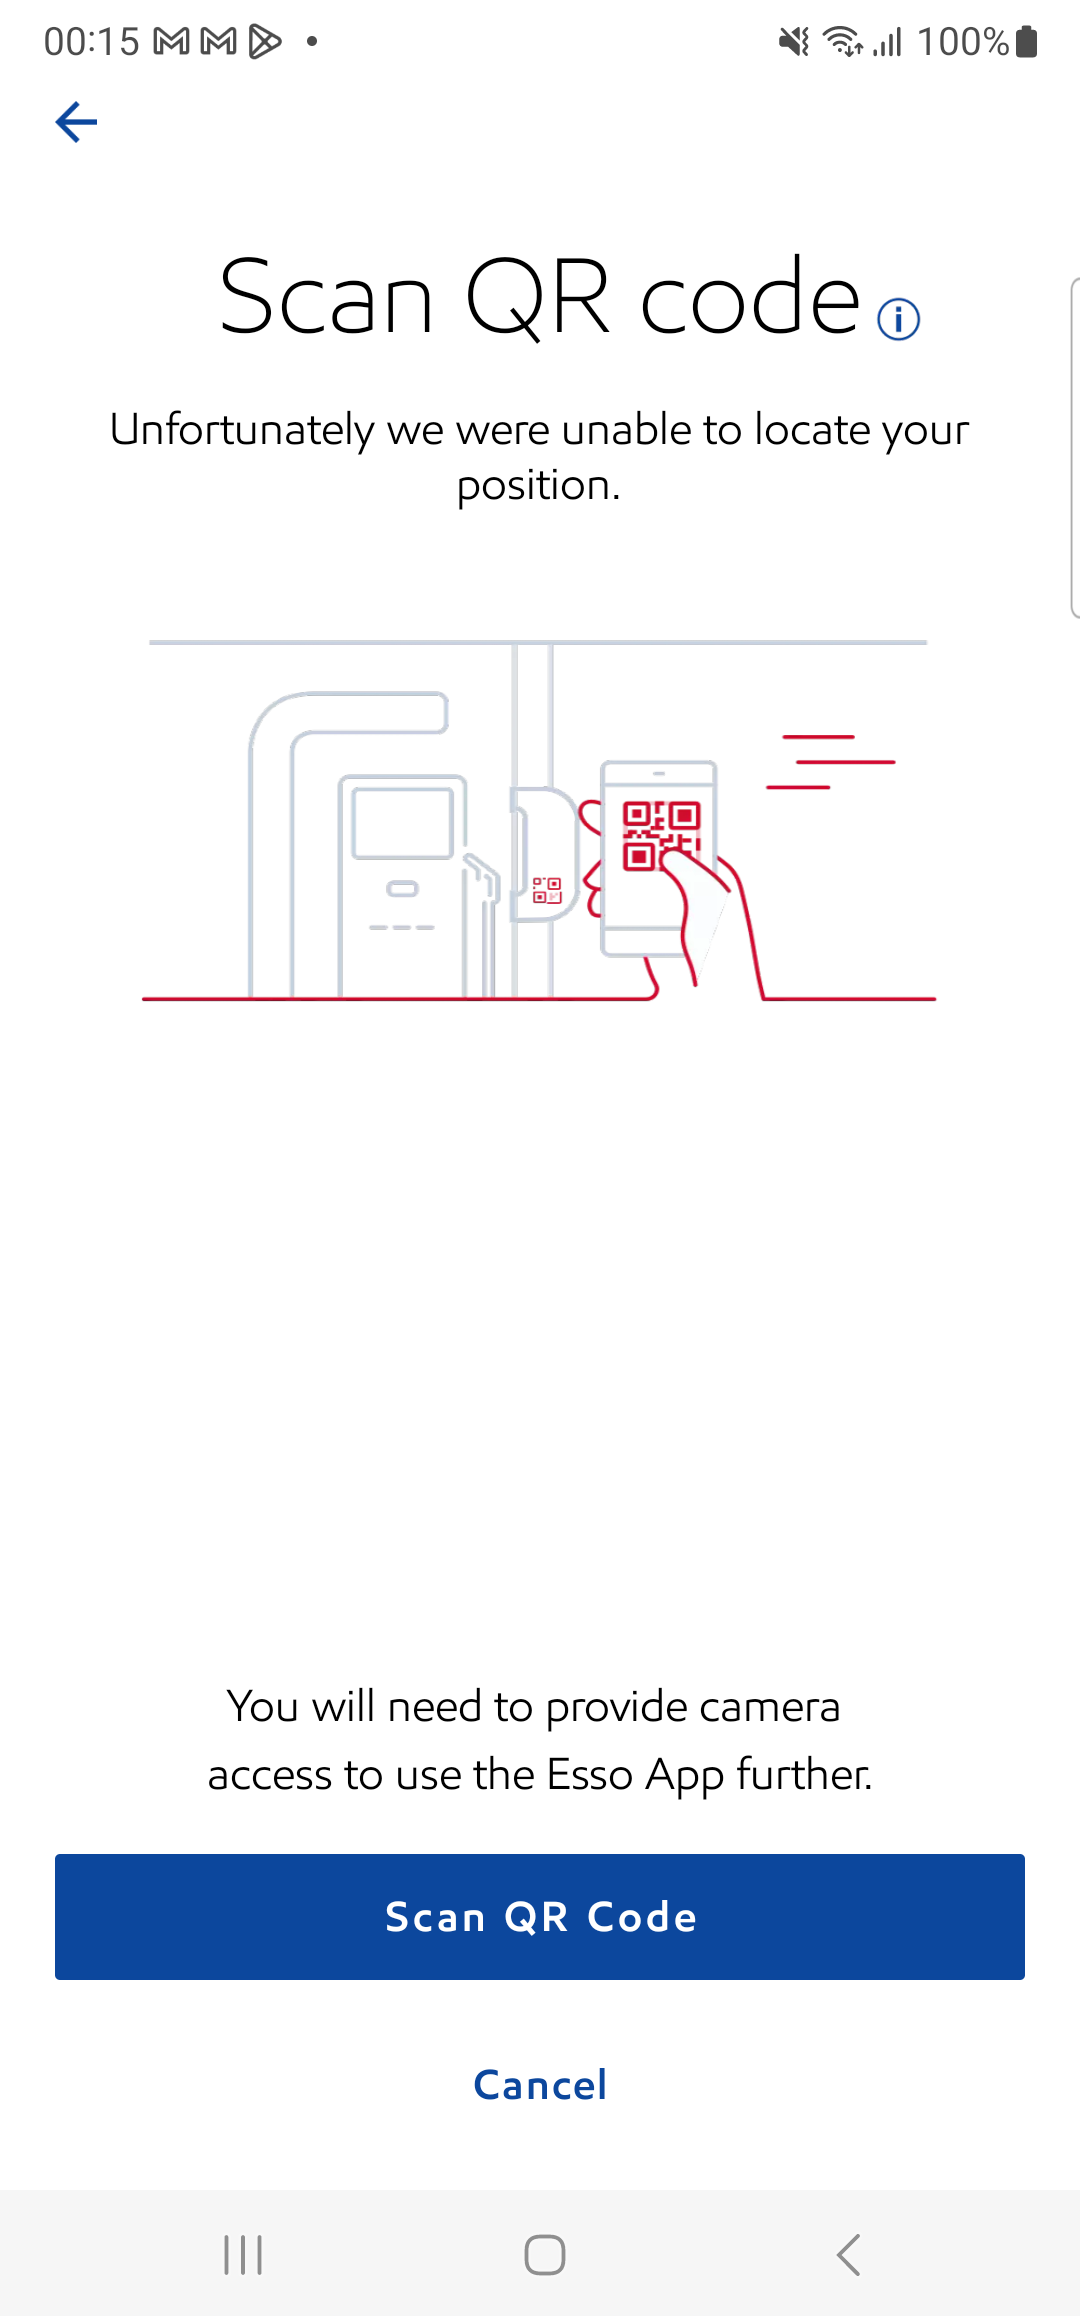 00:15 100%
Scan QR code
Unfortunately we were unable to locate your
position.
You will need to provide camera
access to use the Esso App further.
Scan QR Code
Cancel